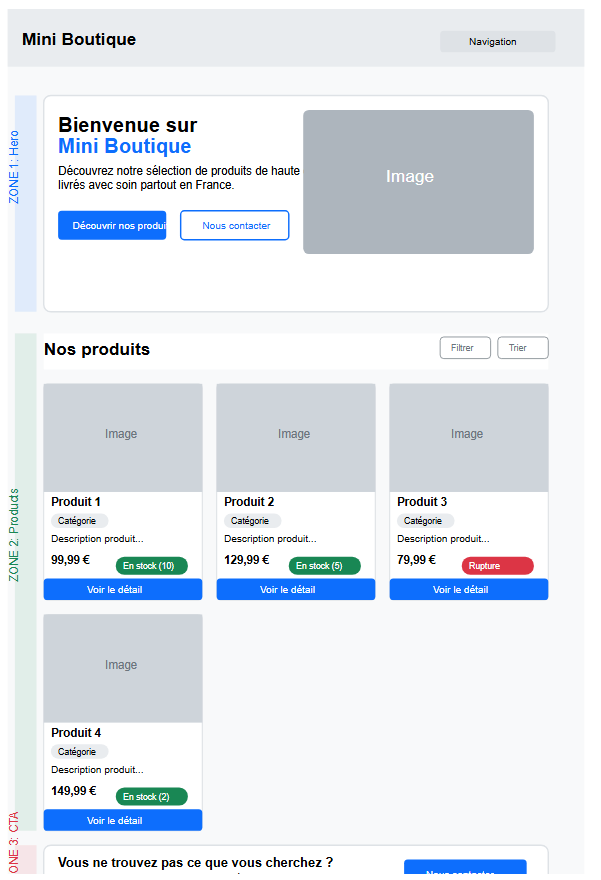 Mini Boutique
Navigation
ZONE 1: Hero
Bienvenue sur
Mini Boutique
Découvrez notre sélection de produits de haute
livrés avec soin partout en France.
Découvrir nos produi
Nous contacter
Image
ZONE 2: Products
Nos produits
Filtrer
Trier
Image
Image
Image
Produit 1
Produit 2
Produit 3
Catégorie
Catégorie
Catégorie
Description produit...
Description produit...
Description produit...
99,99 €
En stock (10)
129,99 €
En stock (5)
79,99 €
Rupture
Voir le détail
Voir le détail
Voir le détail
Image
Produit 4
Catégorie
Description produit...
149,99 €
En stock (2)
Voir le détail
ONE 3: CTA
Vous ne trouvez pas ce que vous cherchez ?
Nous contacter